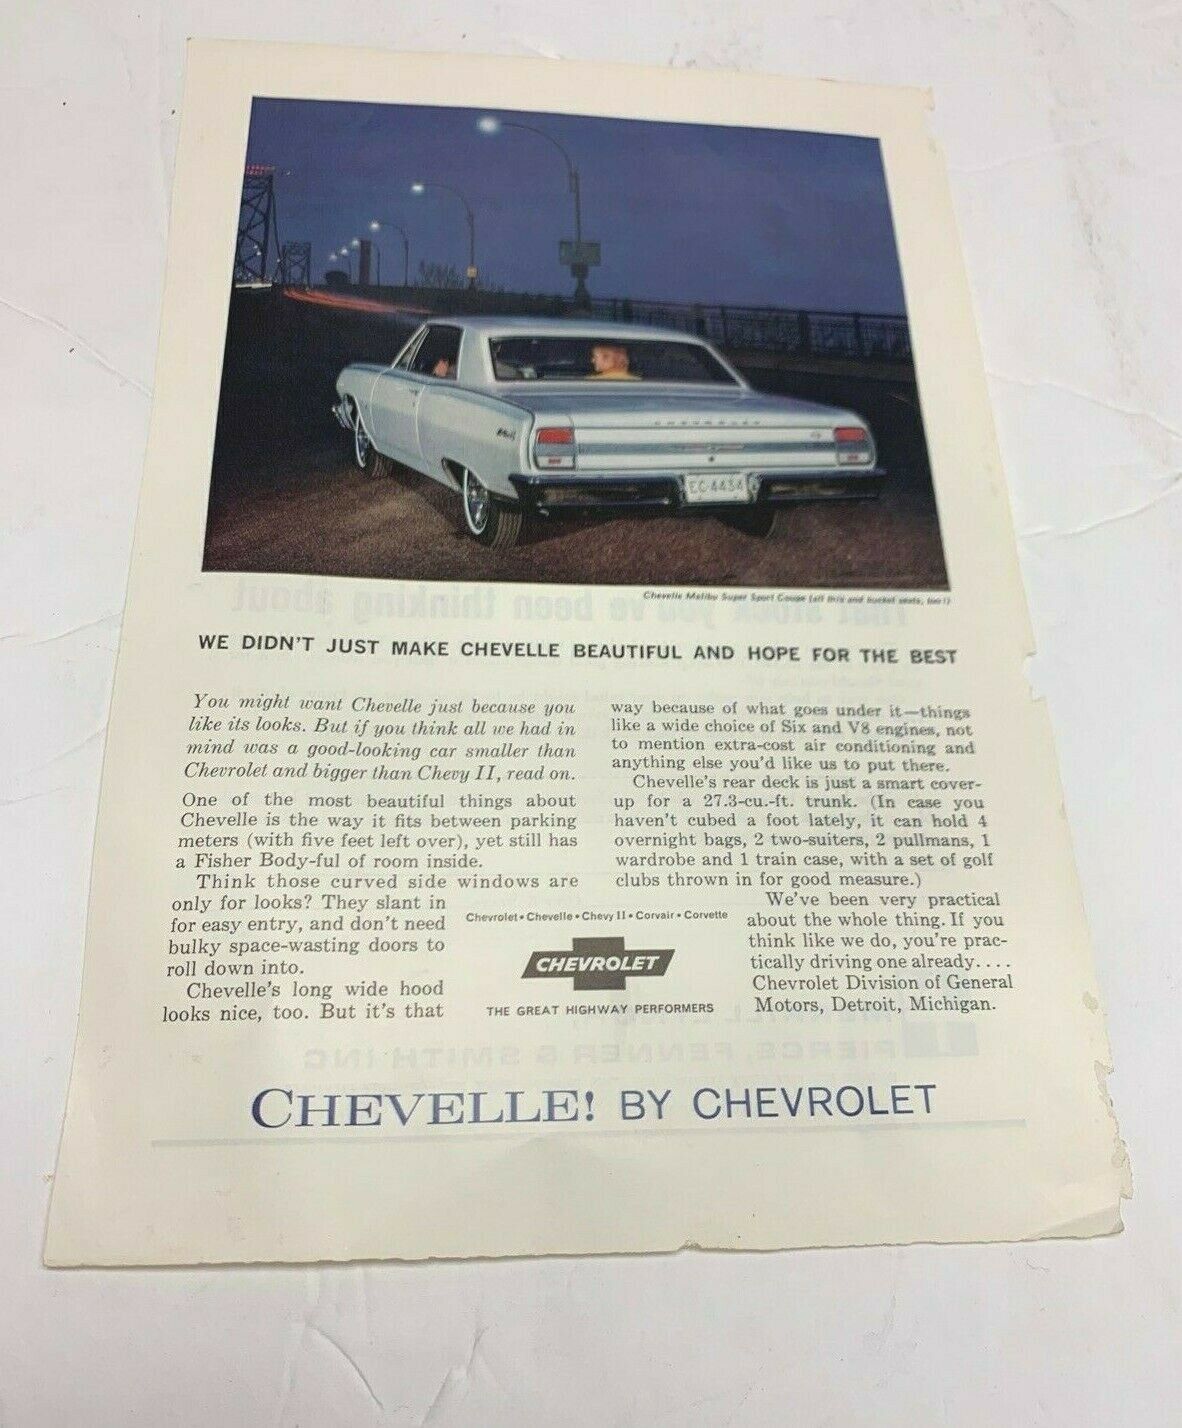 CHEVROLET
EC-4434
Chevelle Malibu Super Sport Coupe (all this and bucket seats, too!)
WE DIDN'T JUST MAKE CHEVELLE BEAUTIFUL AND HOPE FOR THE BEST
You might want Chevelle just because you
like its looks. But if you think all we had in
mind was a good-looking car smaller than
Chevrolet and bigger than Chevy II, read on.
One of the most beautiful things about
Chevelle is the way it fits between parking
meters (with five feet left over), yet still has
a Fisher Body-ful of room inside.
Think those curved side windows are
only for looks? They slant in
for easy entry, and don't need
bulky space-wasting doors to
roll down into.
Chevelle's long wide hood
looks nice, too. But it's that
way because of what goes under it—things
like a wide choice of Six and V8 engines, not
to mention extra-cost air conditioning and
anything else you'd like us to put there.
Chevelle's rear deck is just a smart cover-
up for a 27.3-cu.-ft. trunk. (In case you
haven't cubed a foot lately, it can hold 4
overnight bags, 2 two-suiters, 2 pullmans, 1
wardrobe and 1 train case, with a set of golf
clubs thrown in for good measure.)
We've been very practical
about the whole thing. If you
think like we do, you're prac-
tically driving one already....
Chevrolet Division of General
Motors, Detroit, Michigan.
Chevrolet • Chevelle • Chevy II • Corvair • Corvette
CHEVROLET
THE GREAT HIGHWAY PERFORMERS
CHEVELLE! BY CHEVROLET